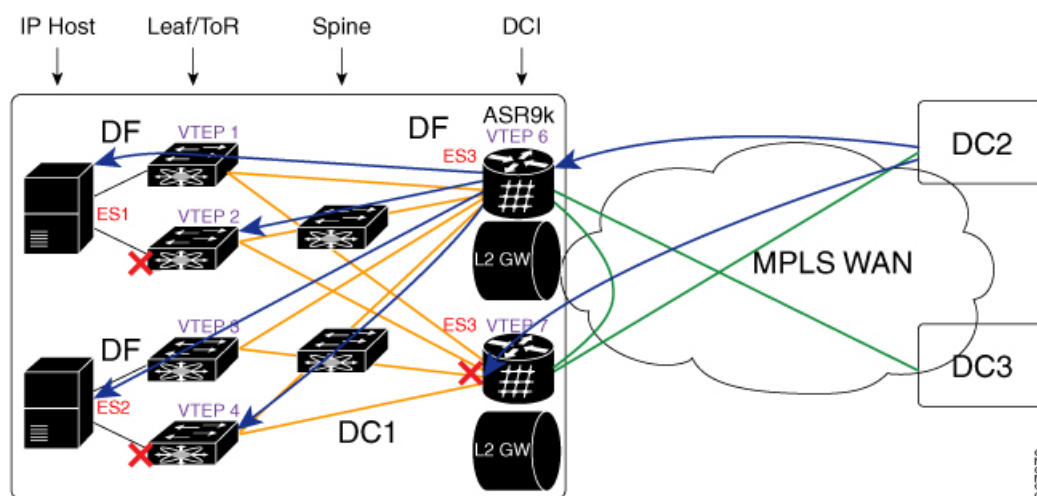 IP Host
Leaf/ToR
Spine
DCI
DF
VTEP 1
DF
ASR9k
VTEP 6
ES3
DC2
ES1
VTEP 2
L2 GW
MPLS WAN
DF
VTEP 3
ES3
VTEP 7
DC3
ES2
VTEP 4
DC1
L2 GW